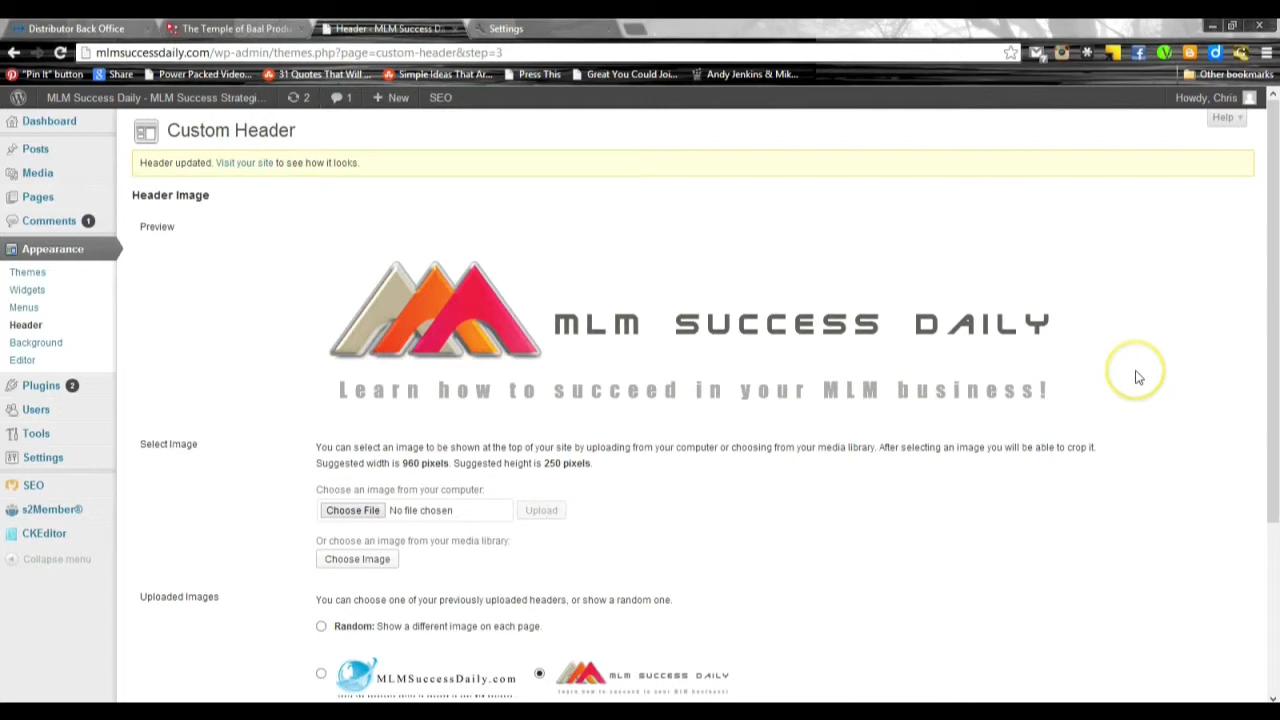 Distributor Back Office
The Temple of Baal Produ
Header ‹ MLM Success D
Settings
mlmsuccessdaily.com/wp-admin/themes.php?page=custom-header&step=3
"Pin It" button
Share
Power Packed Video...
31 Quotes That Will ...
Simple Ideas That Ar...
Press This
Great You Could Joi...
Andy Jenkins & Mik...
Other bookmarks
MLM Success Daily - MLM Success Strategi...
2
1
+ New
SEO
Howdy, Chris
Help
Dashboard
Posts
Media
Pages
Comments 1
Appearance
Themes
Widgets
Menus
Header
Background
Editor
Plugins 2
Users
Tools
Settings
SEO
s2Member®
CKEditor
Collapse menu
Custom Header
Header updated. Visit your site to see how it looks.
Header Image
Preview
MLM SUCCESS DAILY
Learn how to succeed in your MLM business!
Select Image
You can select an image to be shown at the top of your site by uploading from your computer or choosing from your media library. After selecting an image you will be able to crop it.
Suggested width is 960 pixels. Suggested height is 250 pixels.
Choose an image from your computer:
Choose File No file chosen
Upload
Or choose an image from your media library:
Choose Image
Uploaded Images
You can choose one of your previously uploaded headers, or show a random one.
Random: Show a different image on each page.
MLMSuccessDaily.com
MLM SUCCESS DAILY
Learn how to succeed in your MLM business!